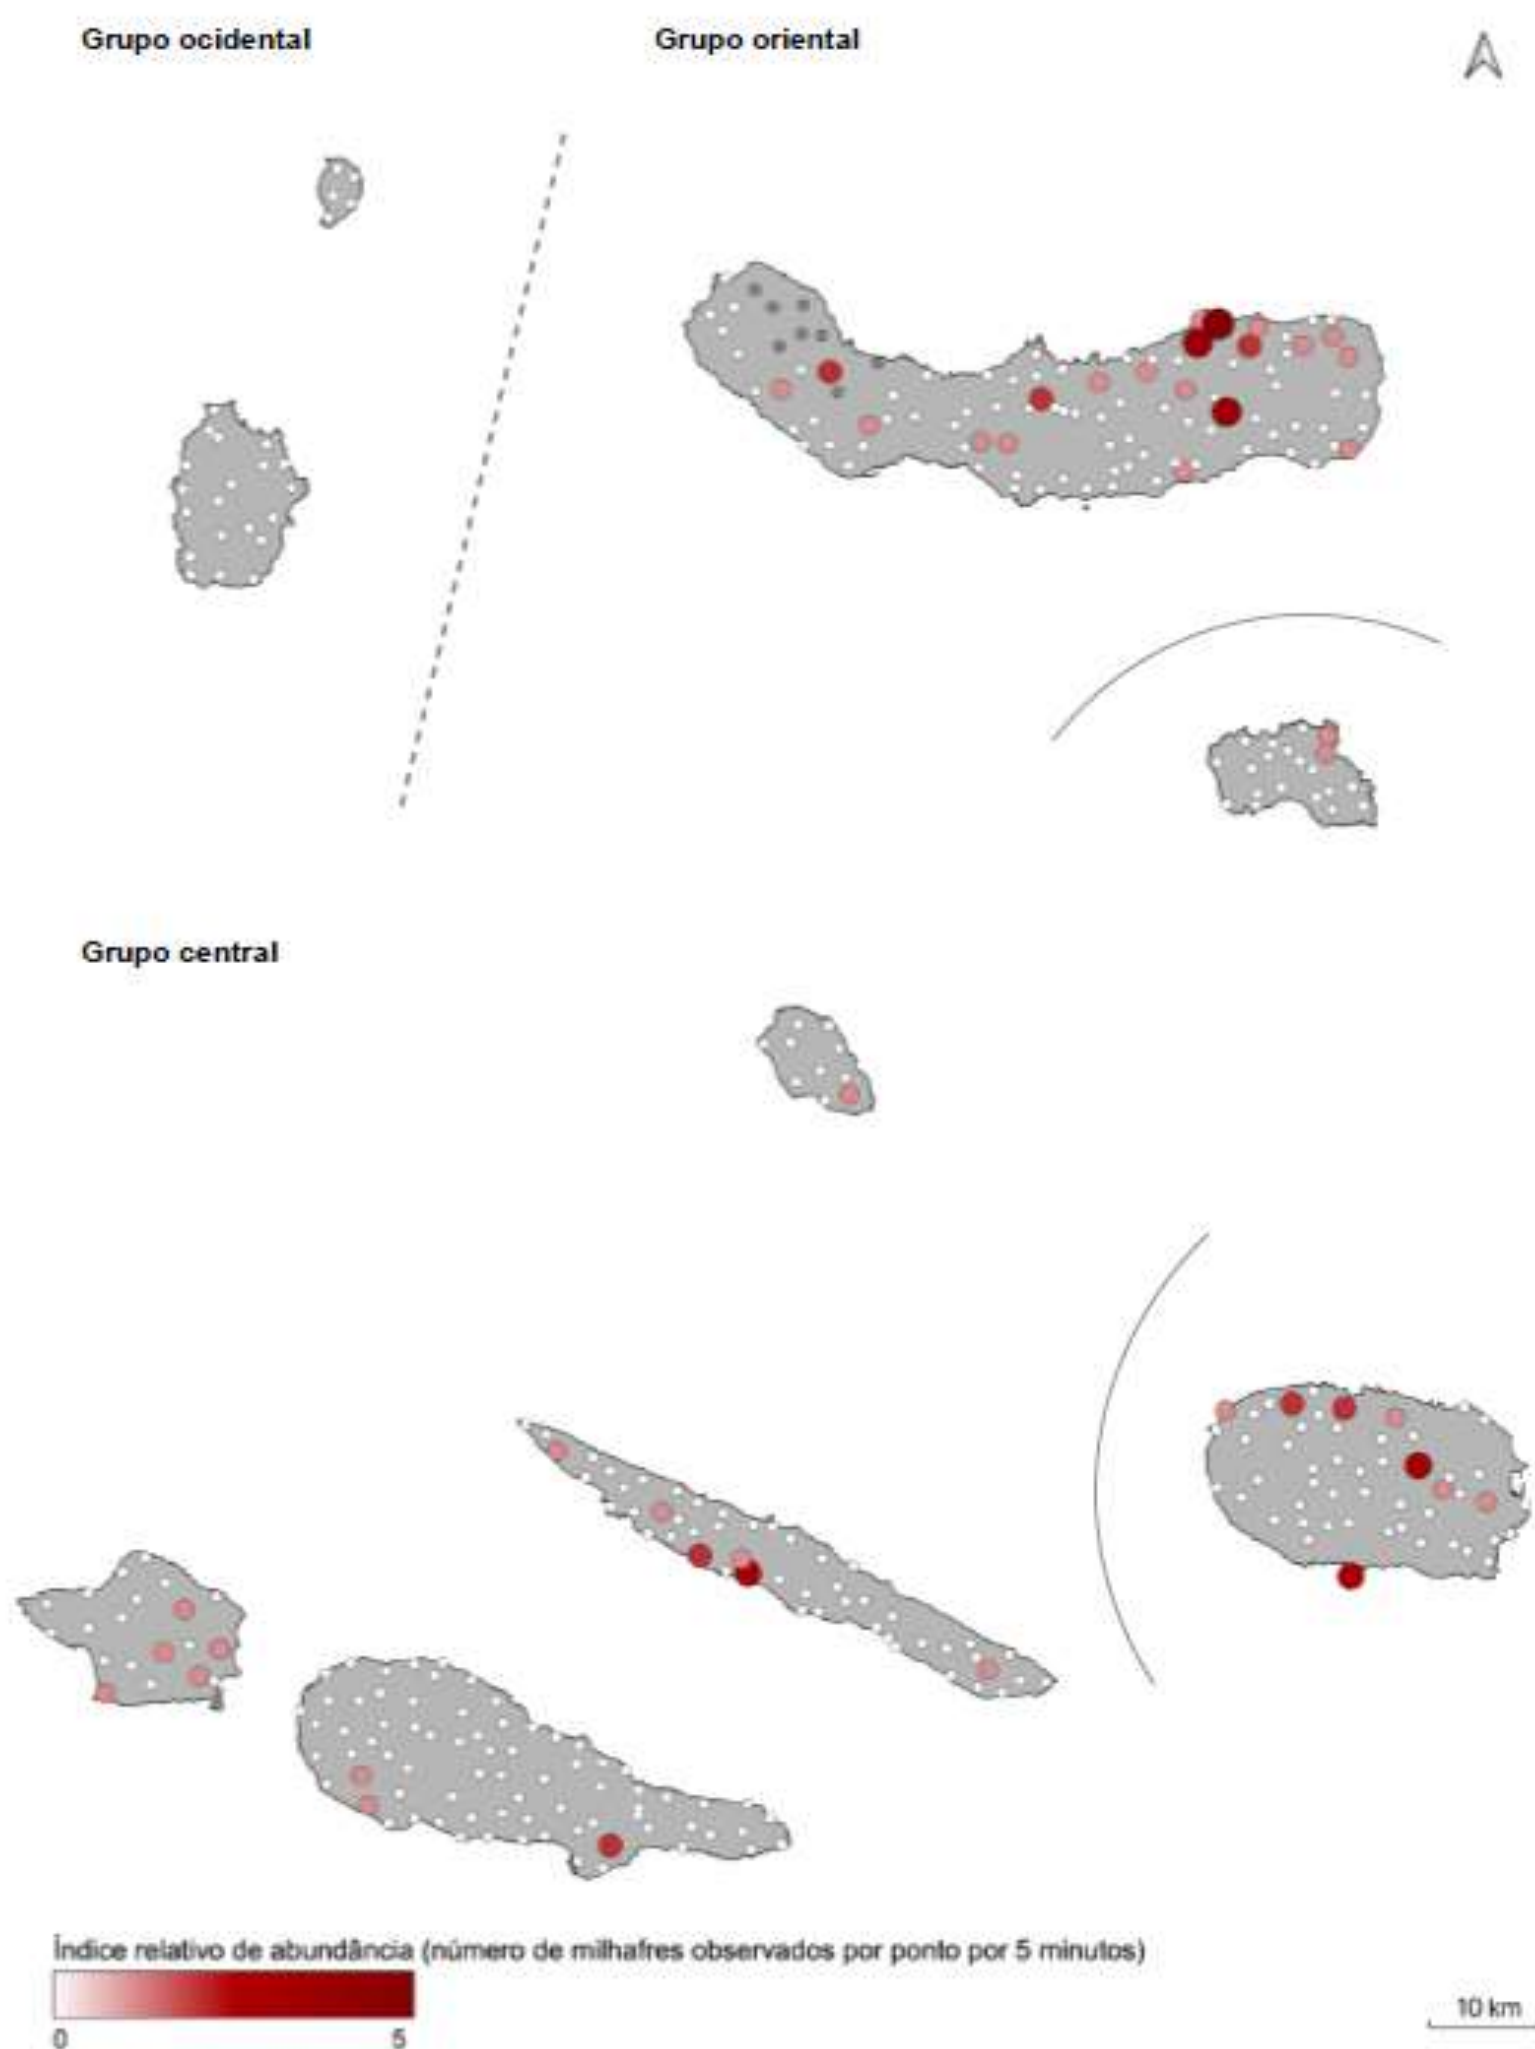 Grupo ocidental
Grupo oriental
Grupo central
Índice relativo de abundância (número de milhafres observados por ponto por 5 minutos)
0
5
10 km